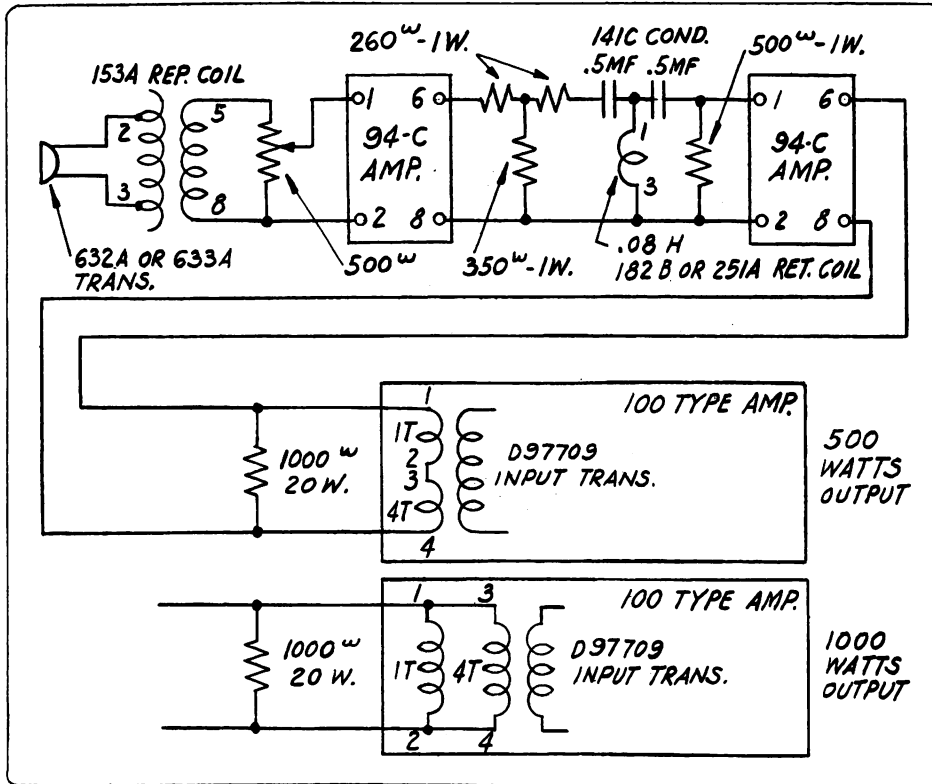 260ω-1W.
141C COND.
.5MF .5MF
500ω-1W.
153A REP. COIL
2
3
5
8
1
6
94-C
AMP.
2
8
1
3
1
6
94-C
AMP.
2
8
632A OR 633A
TRANS.
500ω
350ω-1W.
.08 H
182 B OR 251A RET. COIL
1
1T
2
3
4T
4
1000ω
20 W.
100 TYPE AMP.
D97709
INPUT TRANS.
500
WATTS
OUTPUT
1
3
1T
4T
2
4
1000ω
20 W.
100 TYPE AMP.
D97709
INPUT TRANS.
1000
WATTS
OUTPUT